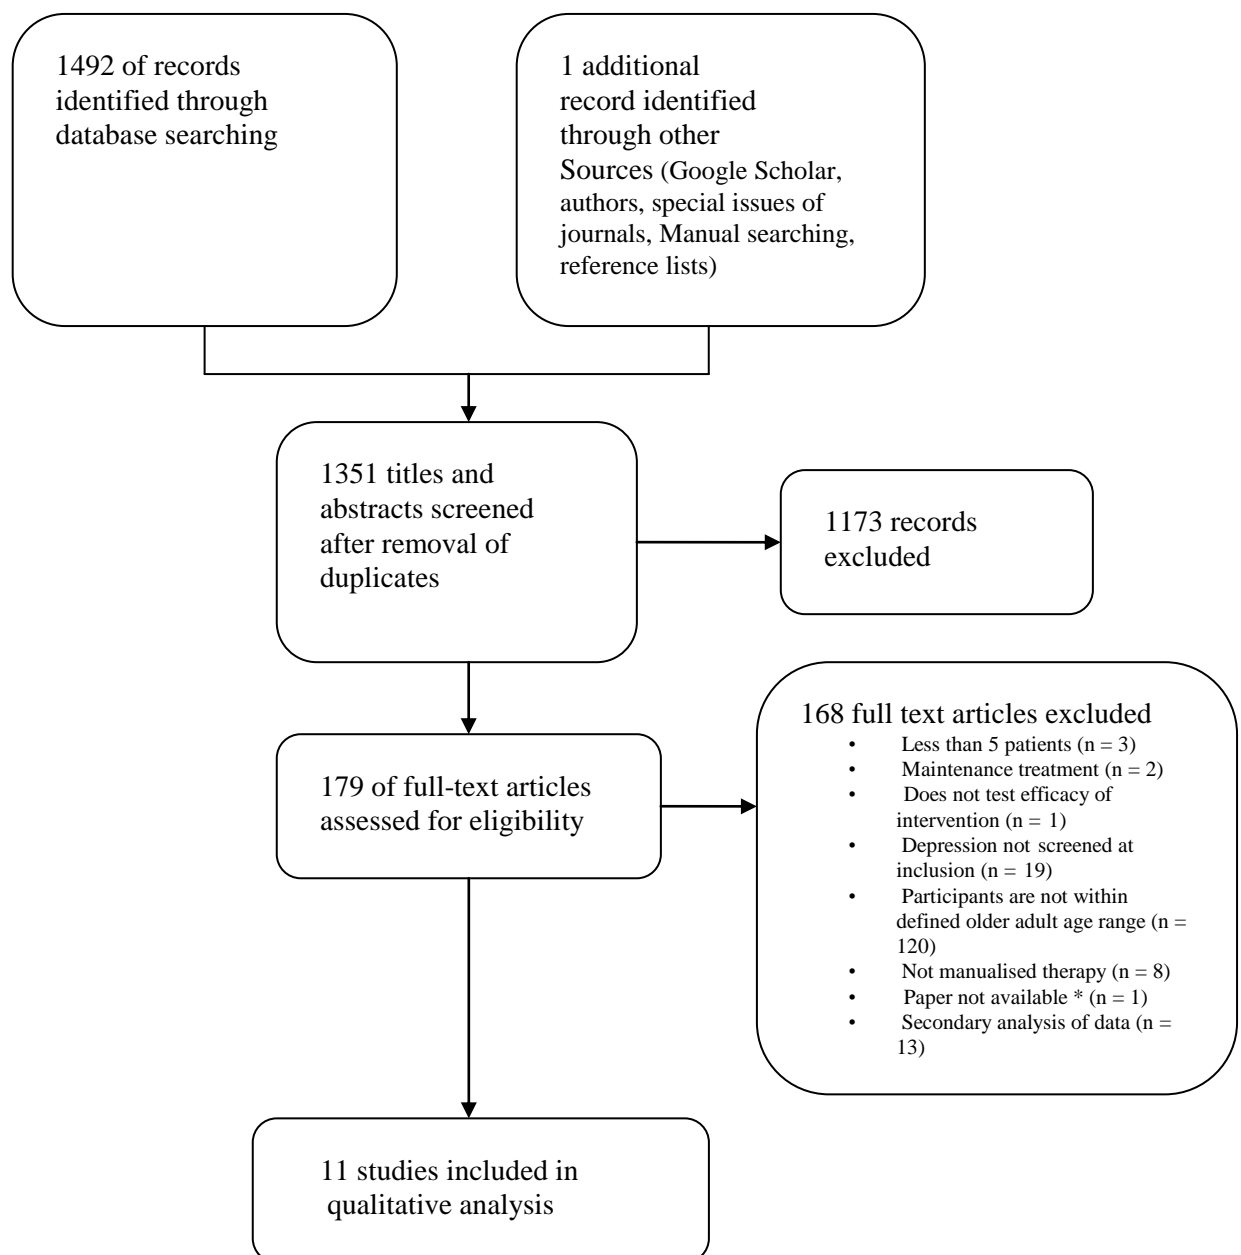 1492 of records
identified through
database searching
1 additional
record identified
through other
Sources (Google Scholar,
authors, special issues of
journals, Manual searching,
reference lists)
1351 titles and
abstracts screened
after removal of
duplicates
1173 records
excluded
179 of full-text articles
assessed for eligibility
168 full text articles excluded
• Less than 5 patients (n = 3)
• Maintenance treatment (n = 2)
• Does not test efficacy of
intervention (n = 1)
• Depression not screened at
inclusion (n = 19)
• Participants are not within
defined older adult age range (n =
120)
• Not manualised therapy (n = 8)
• Paper not available * (n = 1)
• Secondary analysis of data (n =
13)
11 studies included in
qualitative analysis